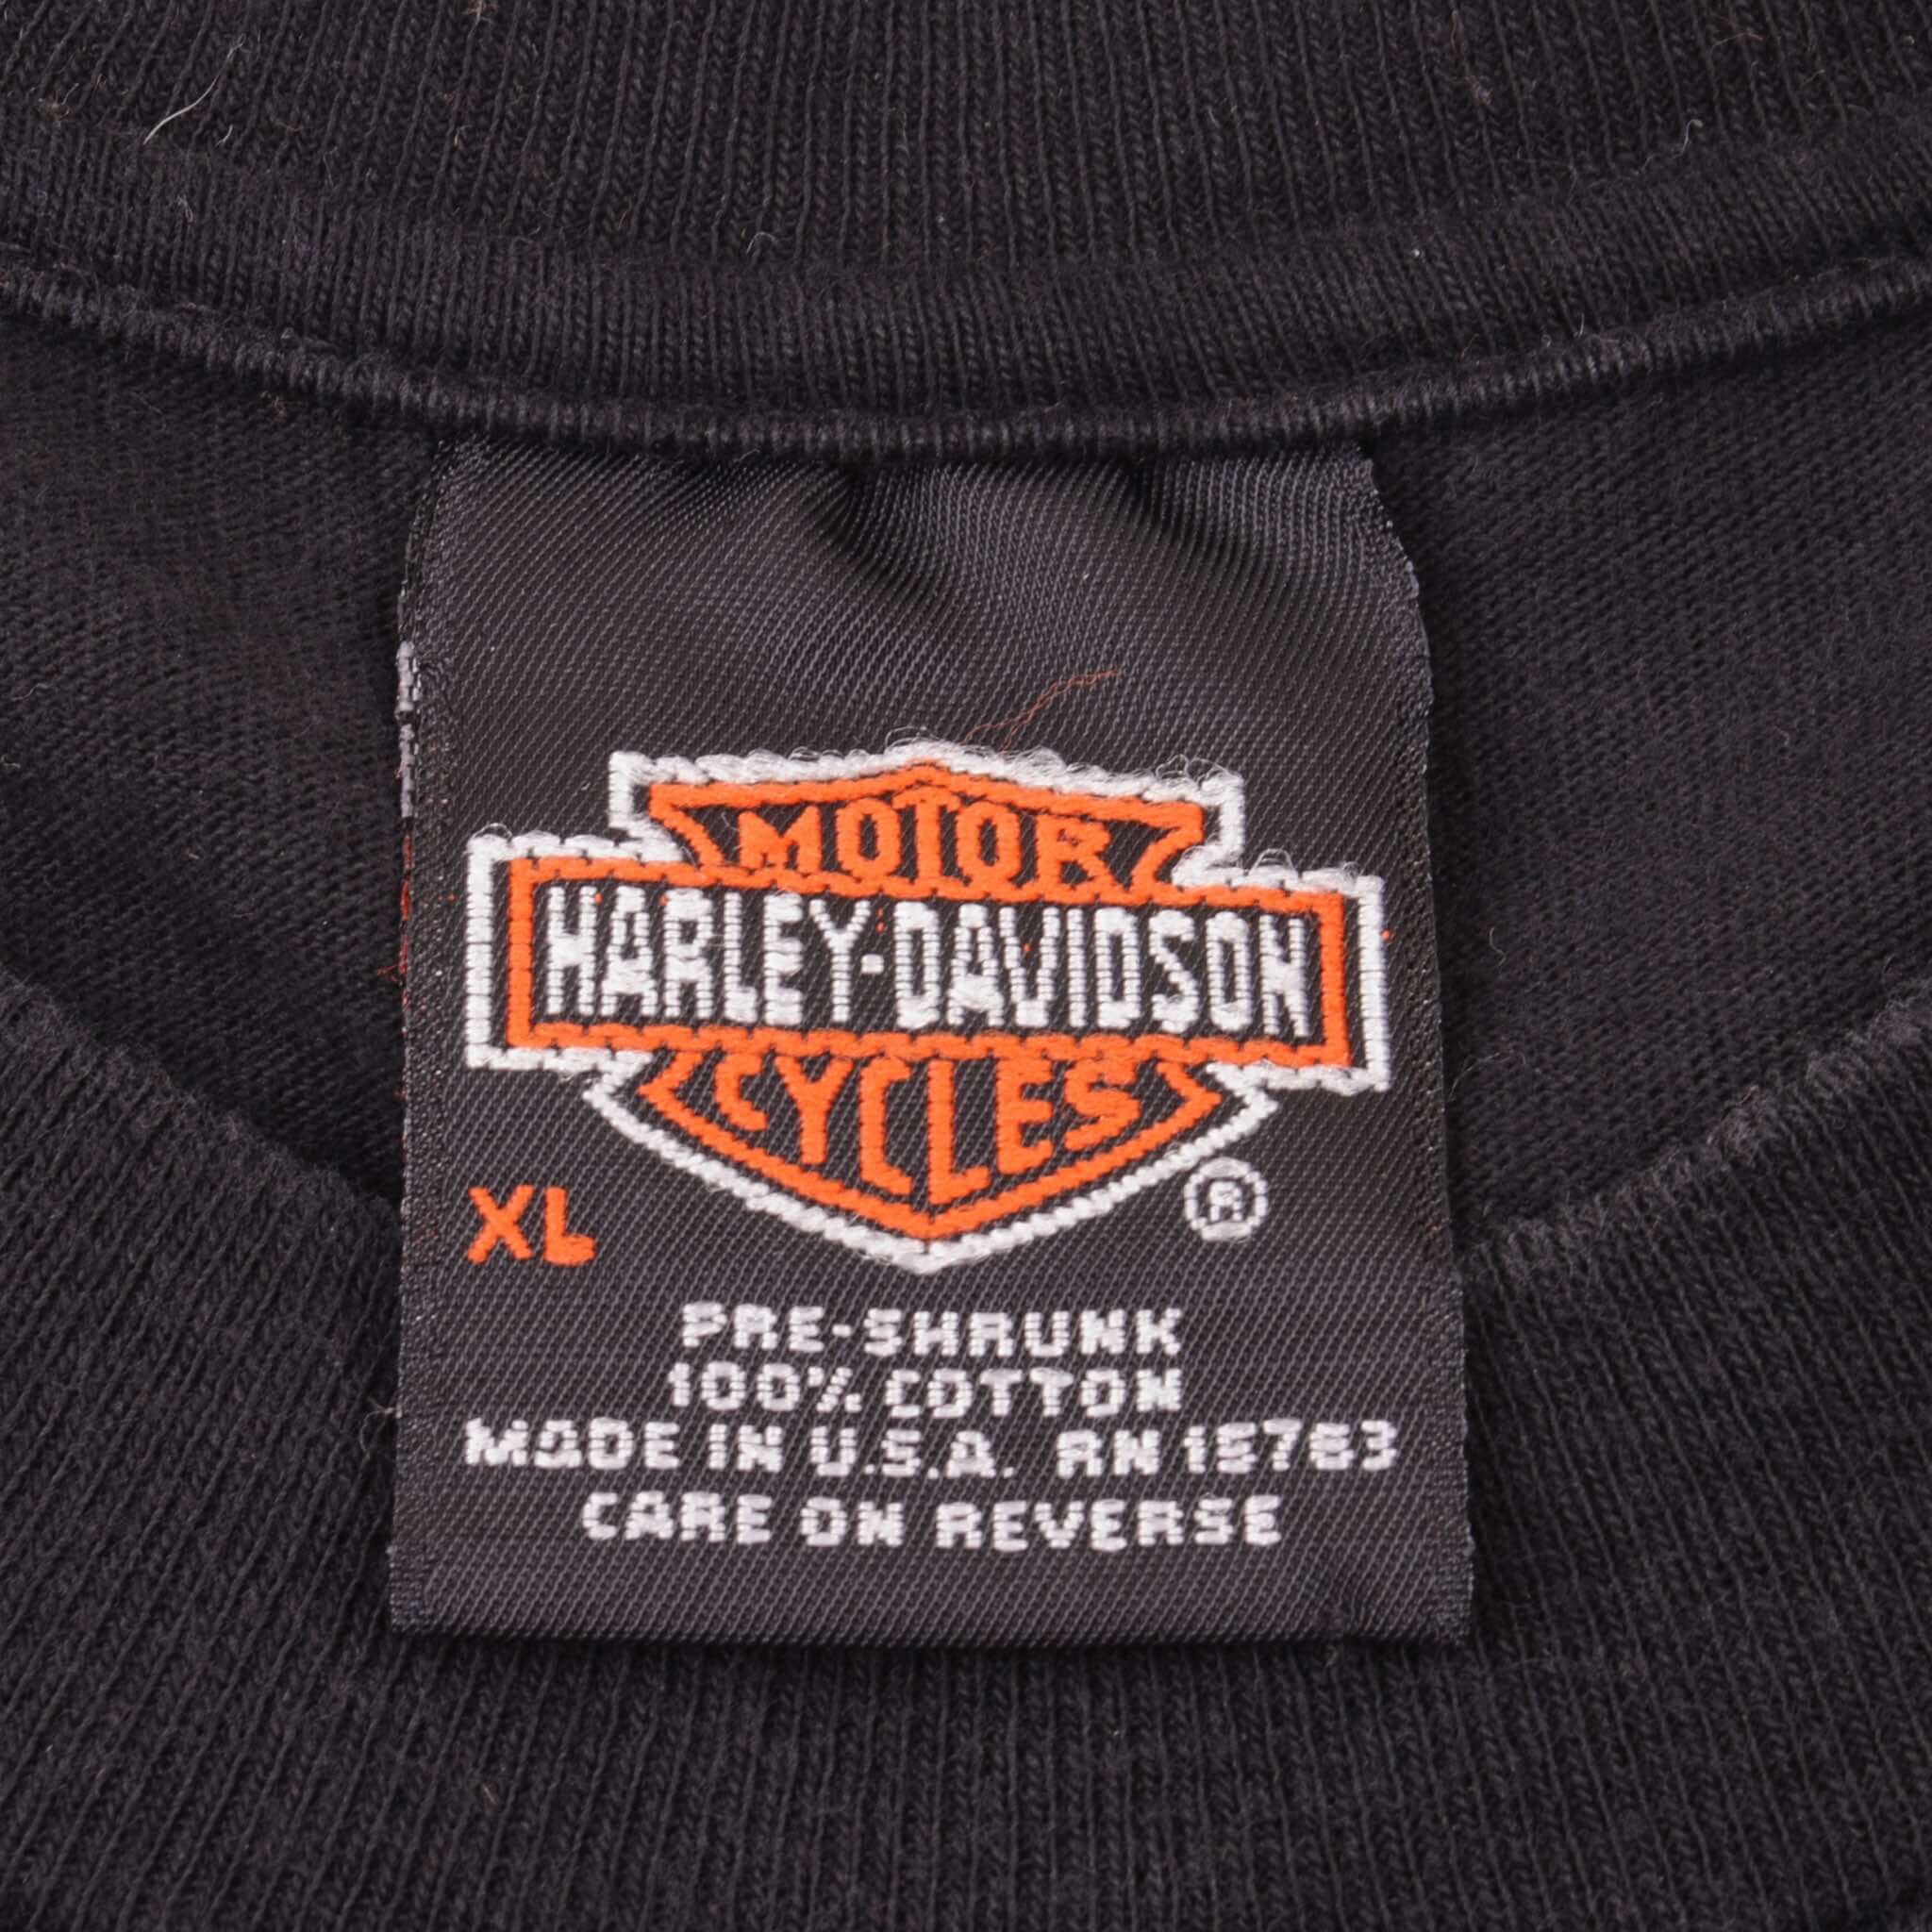 MOTOR
HARLEY-DAVIDSON
CYCLES
XL ®
PRE-SHRUNK
100% COTTON
MADE IN U.S.A. RN 15763
CARE ON REVERSE